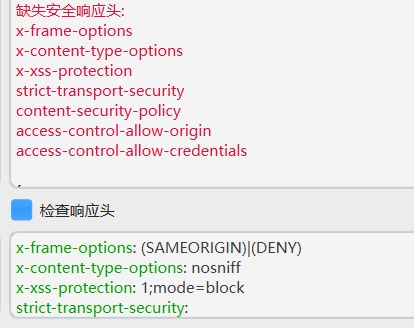 缺失安全响应头:
x-frame-options
x-content-type-options
x-xss-protection
strict-transport-security
content-security-policy
access-control-allow-origin
access-control-allow-credentials
检查响应头
x-frame-options: (SAMEORIGIN)|(DENY)
x-content-type-options: nosniff
x-xss-protection: 1;mode=block
strict-transport-security: